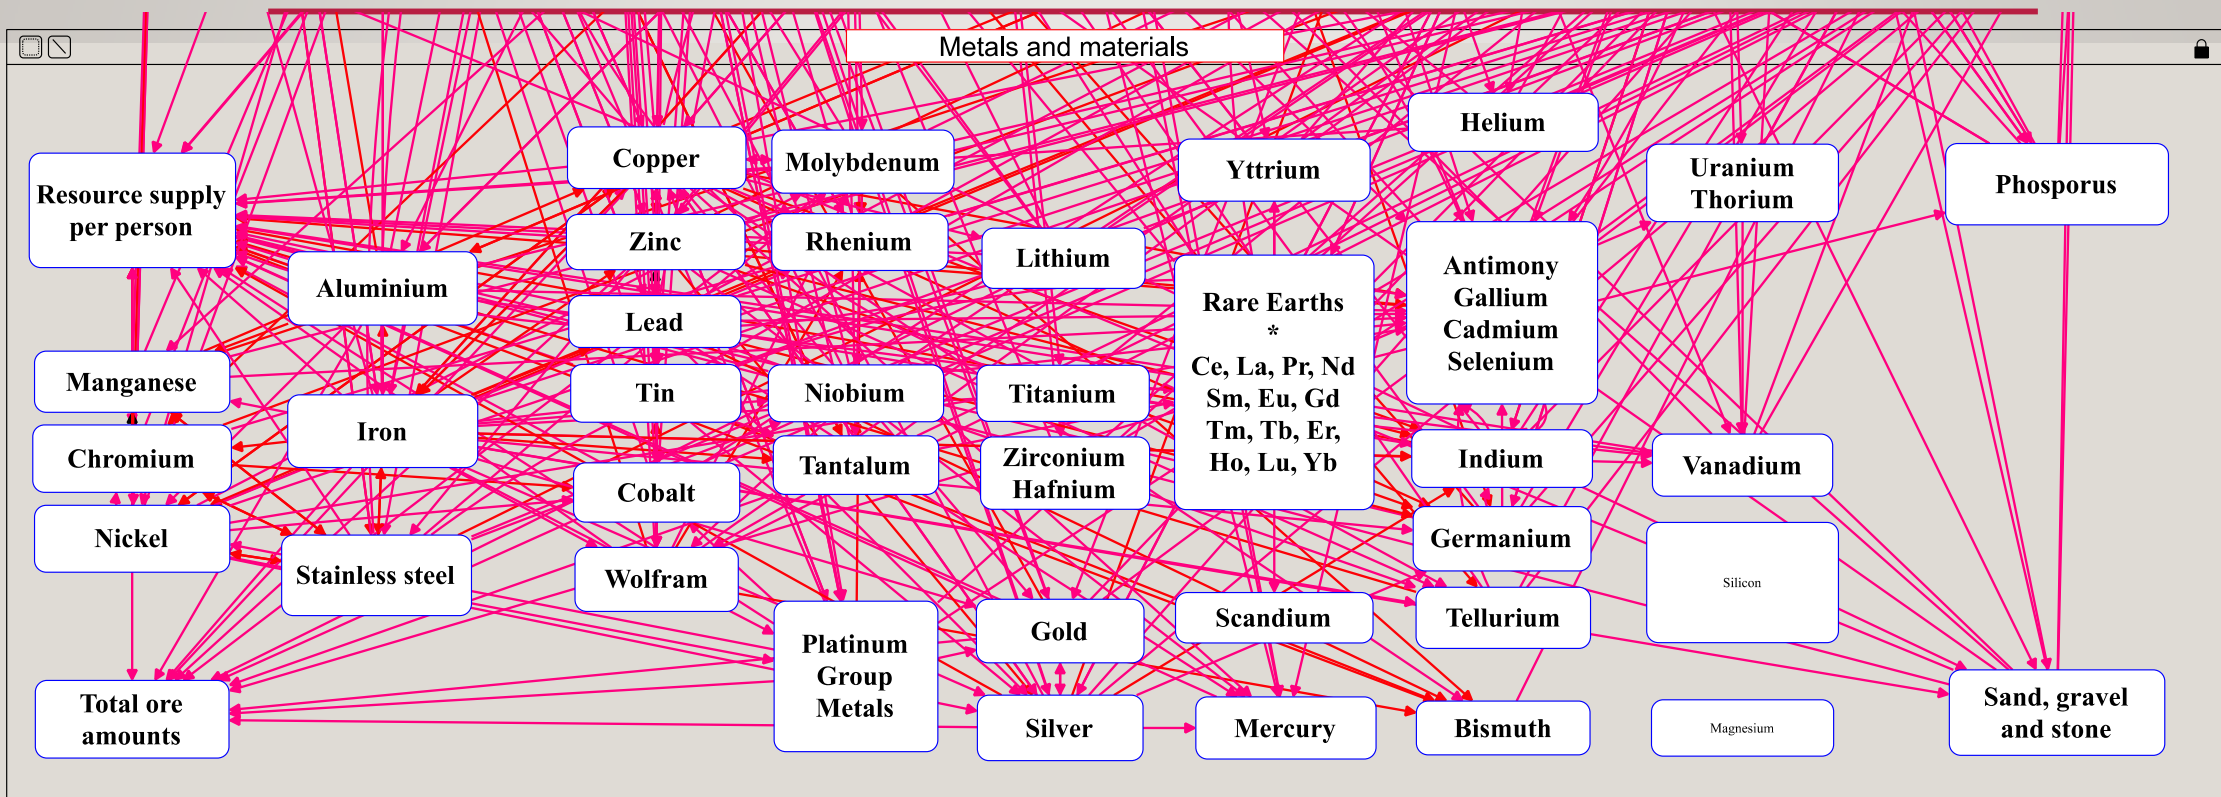 Metals and materials
Helium
Copper
Molybdenum
Yttrium
Uranium
Thorium
Phosporus
Resource supply
per person
Zinc
Rhenium
Lithium
Antimony
Gallium
Cadmium
Selenium
Aluminium
Lead
Rare Earths
*
Ce, La, Pr, Nd
Sm, Eu, Gd
Tm, Tb, Er,
Ho, Lu, Yb
Manganese
Tin
Niobium
Titanium
Iron
Chromium
Tantalum
Zirconium
Hafnium
Indium
Vanadium
Cobalt
Nickel
Germanium
Stainless steel
Wolfram
Silicon
Platinum
Group
Metals
Gold
Scandium
Tellurium
Total ore
amounts
Silver
Mercury
Bismuth
Magnesium
Sand, gravel
and stone